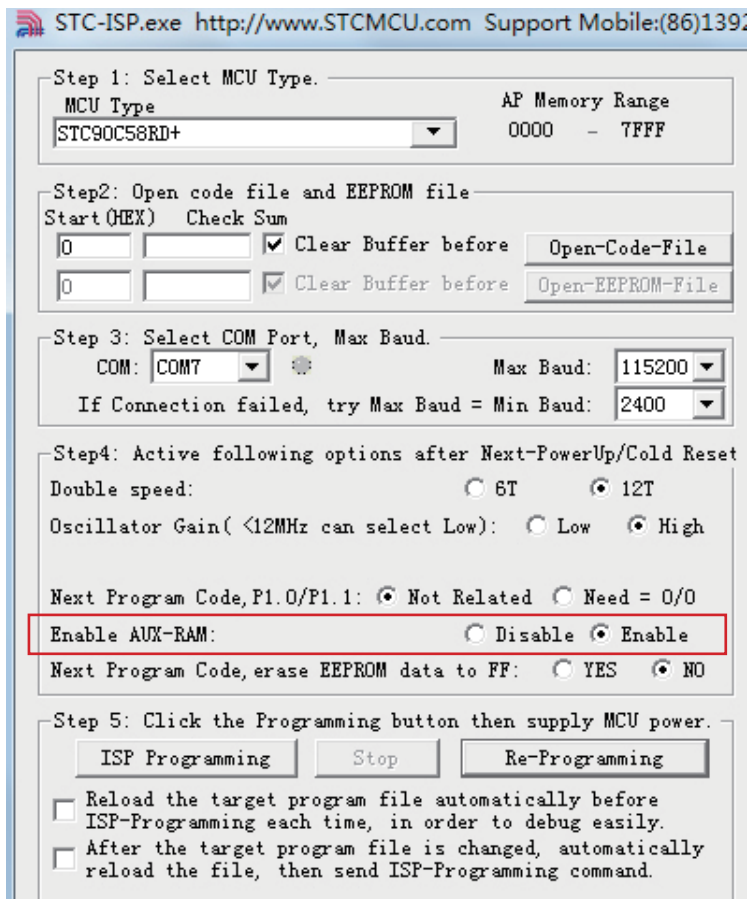 STC-ISP.exe http://www.STCMCU.com Support Mobile:(86)1392
Step 1: Select MCU Type.
MCU Type AP Memory Range
STC90C58RD+ 0000 - 7FFF
Step2: Open code file and EEPROM file
Start(HEX) Check Sum
0 Clear Buffer before Open-Code-File
0 Clear Buffer before Open-EEPROM-File
Step 3: Select COM Port, Max Baud.
COM: COM7 Max Baud: 115200
If Connection failed, try Max Baud = Min Baud: 2400
Step4: Active following options after Next-PowerUp/Cold Reset
Double speed: 6T 12T
Oscillator Gain( <12MHz can select Low): Low High
Next Program Code,P1.0/P1.1: Not Related Need = 0/0
Enable AUX-RAM: Disable Enable
Next Program Code,erase EEPROM data to FF: YES NO
Step 5: Click the Programming button then supply MCU power.
ISP Programming Stop Re-Programming
Reload the target program file automatically before
ISP-Programming each time, in order to debug easily.
After the target program file is changed, automatically
reload the file, then send ISP-Programming command.